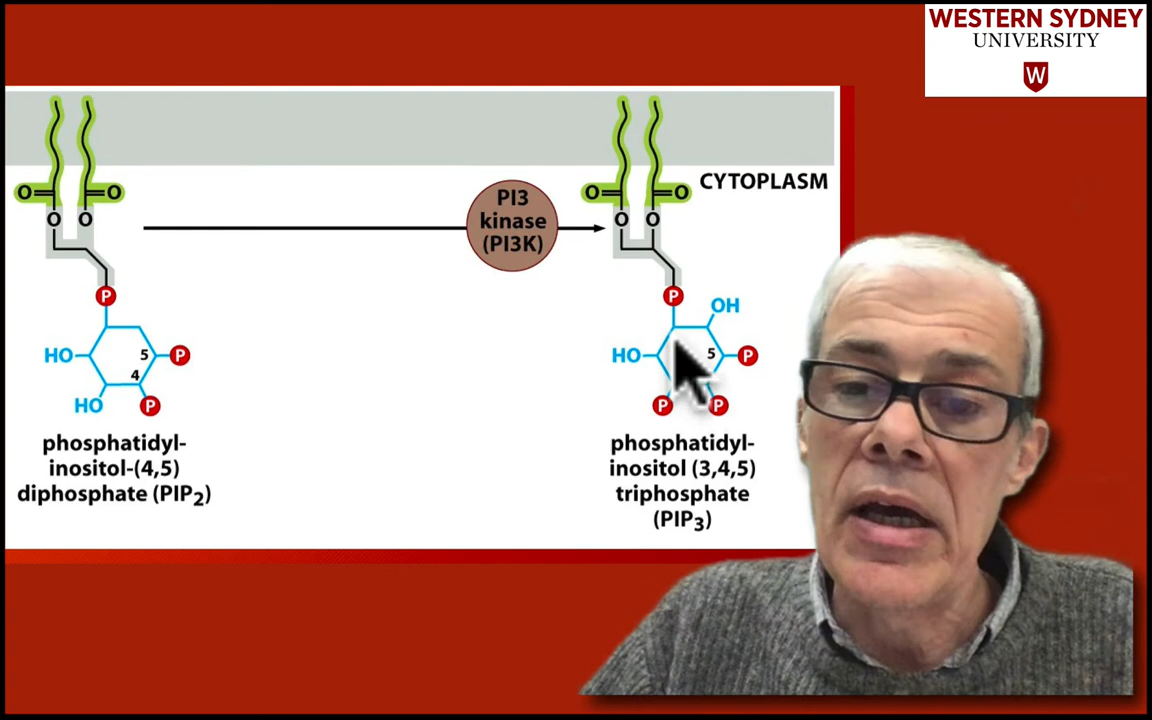 WESTERN SYDNEY
UNIVERSITY
W
O
O
O
O
P
HO
5
P
4
HO
P
phosphatidyl-
inositol-(4,5)
diphosphate (PIP2)
PI3
kinase
(PI3K)
O
O
O
O
CYTOPLASM
P
OH
HO
5
P
P
P
phosphatidyl-
inositol (3,4,5)
triphosphate
(PIP3)